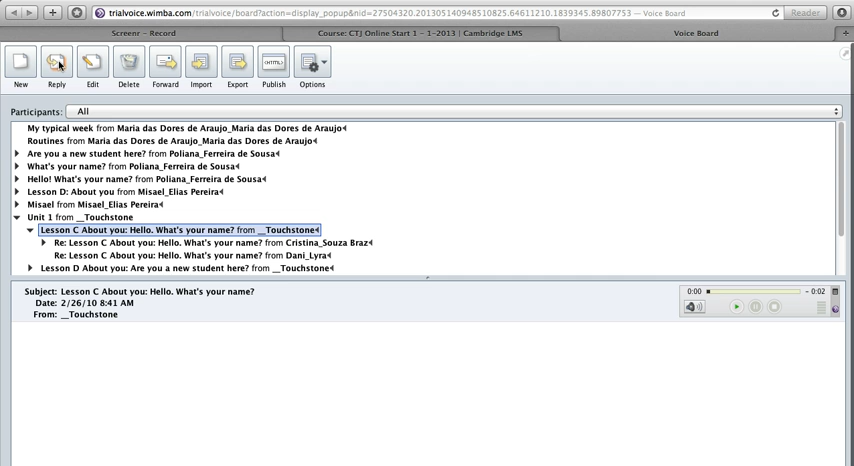 trialvoice.wimba.com/trialvoice/board?action=display_popup&nid=27504320.201305140948510825.64611210.1839345.89807753 — Voice Board
Reader
Screenr - Record
Course: CTJ Online Start 1 - 1-2013 | Cambridge LMS
Voice Board
New
Reply
Edit
Delete
Forward
Import
Export
<HTML>
Publish
Options
Participants: All
My typical week from Maria das Dores de Araujo_Maria das Dores de Araujo
Routines from Maria das Dores de Araujo_Maria das Dores de Araujo
Are you a new student here? from Poliana_Ferreira de Sousa
What's your name? from Poliana_Ferreira de Sousa
Hello! What's your name? from Poliana_Ferreira de Sousa
Lesson D: About you from Misael_Elias Pereira
Misael from Misael_Elias Pereira
Unit 1 from __Touchstone
Lesson C About you: Hello. What's your name? from __Touchstone
Re: Lesson C About you: Hello. What's your name? from Cristina_Souza Braz
Re: Lesson C About you: Hello. What's your name? from Dani_Lyra
Lesson D About you: Are you a new student here? from __Touchstone
Subject: Lesson C About you: Hello. What's your name?
Date: 2/26/10 8:41 AM
From: __Touchstone
0:00
- 0:02